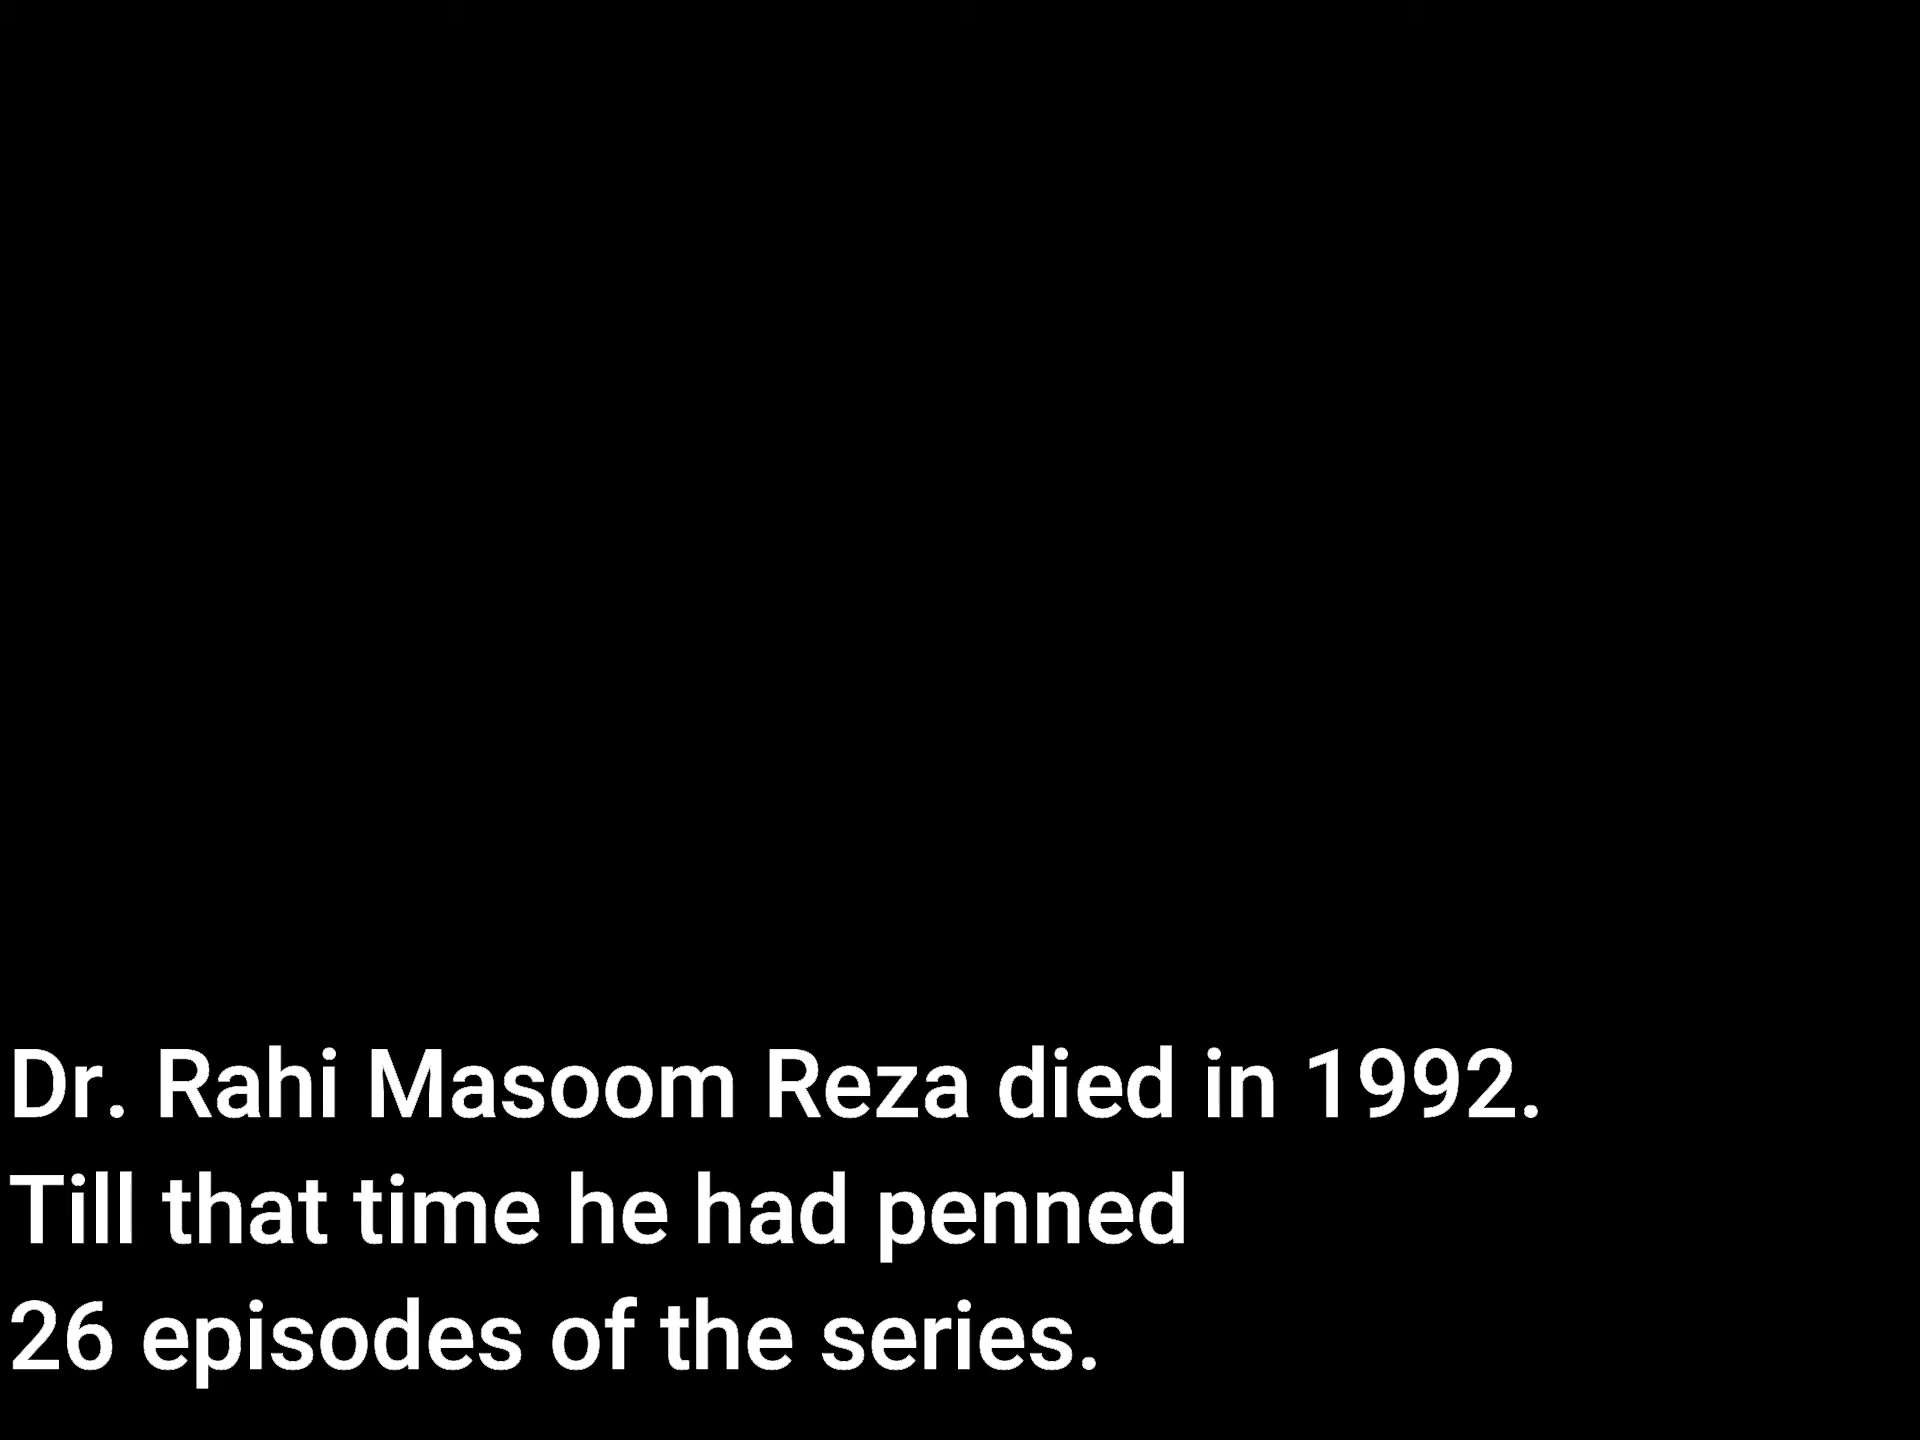 Dr. Rahi Masoom Reza died in 1992.
Till that time he had penned
26 episodes of the series.